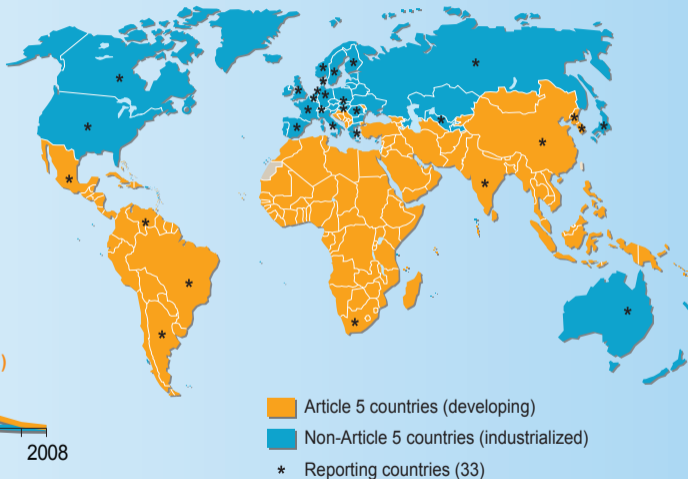 )
2008
Article 5 countries (developing)
Non-Article 5 countries (industrialized)
* Reporting countries (33)